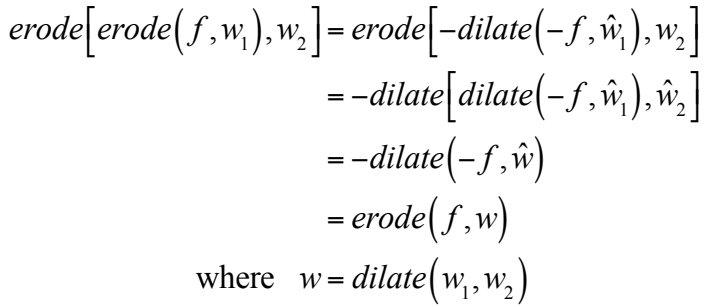 erode[erode(f,w₁),w₂] = erode[−dilate(−f,ŵ₁),w₂]
= −dilate[dilate(−f,ŵ₁),ŵ₂]
= −dilate(−f,ŵ)
= erode(f,w)
where w = dilate(w₁,w₂)